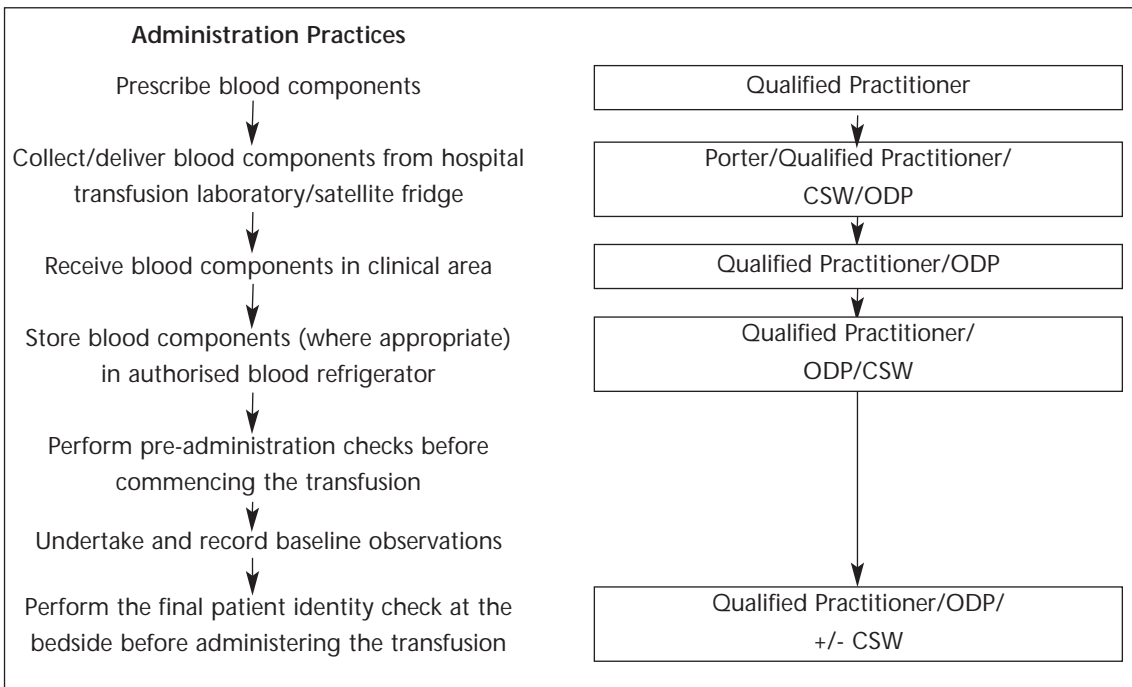 Administration Practices
Prescribe blood components
Qualified Practitioner
Collect/deliver blood components from hospital
transfusion laboratory/satellite fridge
Porter/Qualified Practitioner/
CSW/ODP
Receive blood components in clinical area
Qualified Practitioner/ODP
Store blood components (where appropriate)
in authorised blood refrigerator
Qualified Practitioner/
ODP/CSW
Perform pre-administration checks before
commencing the transfusion
Undertake and record baseline observations
Perform the final patient identity check at the
bedside before administering the transfusion
Qualified Practitioner/ODP/
+/- CSW